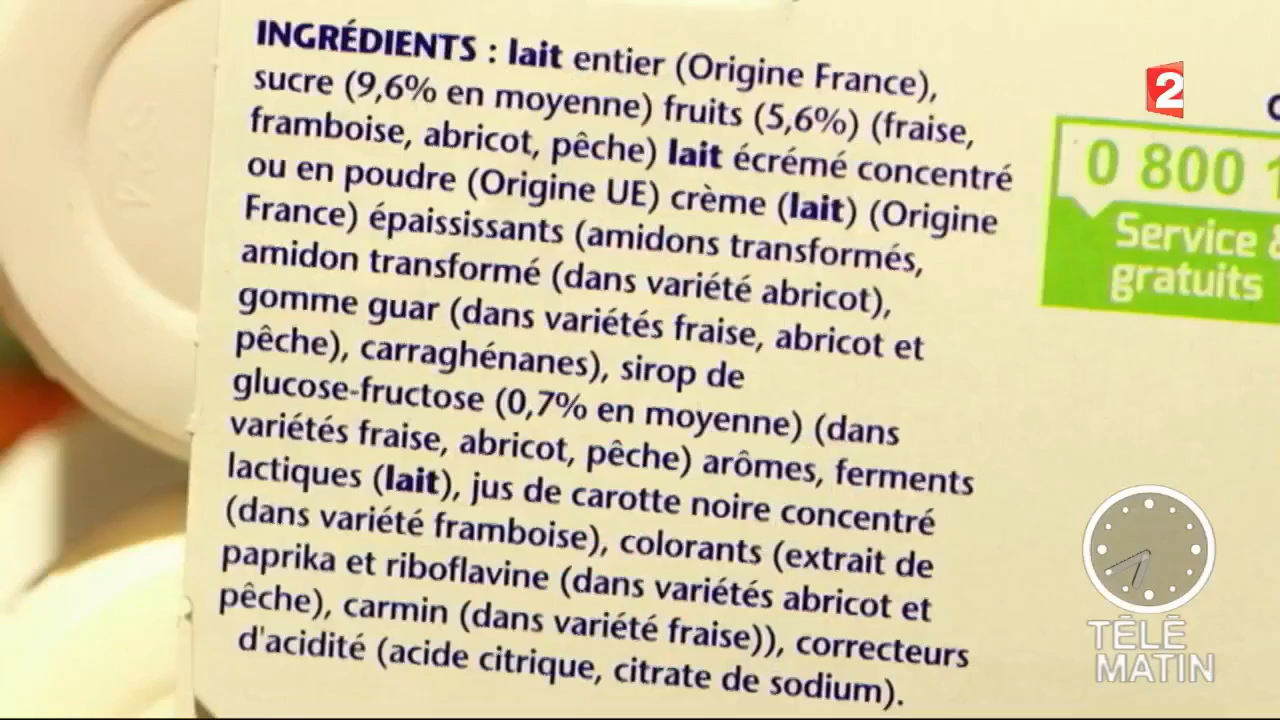 INGRÉDIENTS : lait entier (Origine France),
sucre (9,6% en moyenne) fruits (5,6%) (fraise,
framboise, abricot, pêche) lait écrémé concentré
ou en poudre (Origine UE) crème (lait) (Origine
France) épaississants (amidons transformés,
amidon transformé (dans variété abricot),
gomme guar (dans variétés fraise, abricot et
pêche), carraghénanes), sirop de
glucose-fructose (0,7% en moyenne) (dans
variétés fraise, abricot, pêche) arômes, ferments
lactiques (lait), jus de carotte noire concentré
(dans variété framboise), colorants (extrait de
paprika et riboflavine (dans variétés abricot et
pêche), carmin (dans variété fraise)), correcteurs
d'acidité (acide citrique, citrate de sodium).
2
0 800 1
Service &
gratuits
TÉLÉ
MATIN